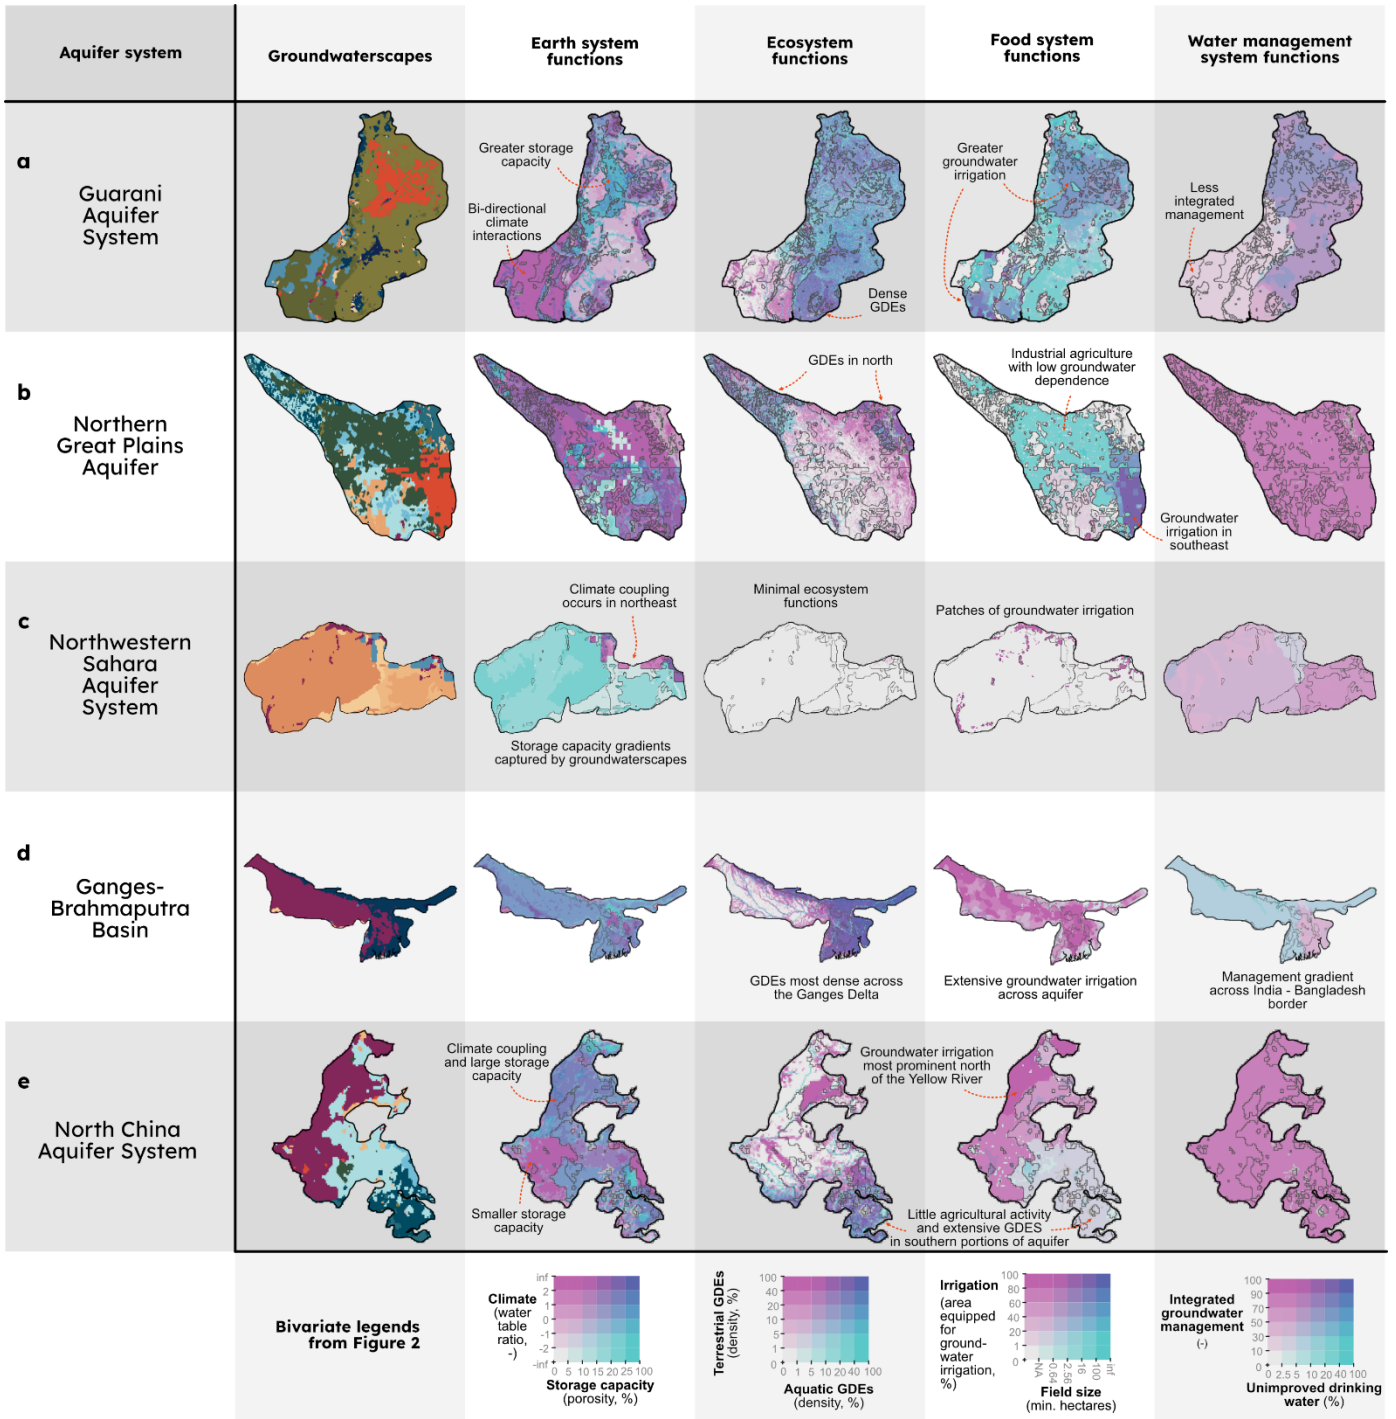 Aquifer system
Groundwaterscapes
Earth system
functions
Ecosystem
functions
Food system
functions
Water management
system functions
a
Guarani
Aquifer
System
Greater storage
capacity
Bi-directional
climate
interactions
Dense
GDEs
Greater
groundwater
irrigation
Less
integrated
management
b
Northern
Great Plains
Aquifer
GDEs in north
Industrial agriculture
with low groundwater
dependence
Groundwater
irrigation in
southeast
c
Northwestern
Sahara
Aquifer
System
Climate coupling
occurs in northeast
Storage capacity gradients
captured by groundwaterscapes
Minimal ecosystem
functions
Patches of groundwater irrigation
d
Ganges-
Brahmaputra
Basin
GDEs most dense across
the Ganges Delta
Extensive groundwater irrigation
across aquifer
Management gradient
across India - Bangladesh
border
e
North China
Aquifer System
Climate coupling
and large storage
capacity
Smaller storage
capacity
Groundwater irrigation
most prominent north
of the Yellow River
Little agricultural activity
and extensive GDES
in southern portions of aquifer
Bivariate legends
from Figure 2
Climate
(water
table
ratio,
-)
inf
2
1
0
-1
-2
-inf
0 5 10 15 20 25 100
Storage capacity
(porosity, %)
Terrestrial GDEs
(density, %)
100
40
20
10
5
1
0
0 1 5 10 20 40 100
Aquatic GDEs
(density, %)
Irrigation
(area
equipped
for
ground-
water
irrigation,
%)
100
80
60
40
20
1
0
NA
0.64
2.56
16
100
inf
Field size
(min. hectares)
Integrated
groundwater
management
(-)
100
90
70
50
30
10
0
0 2.5 5 10 20 40 100
Unimproved drinking
water (%)